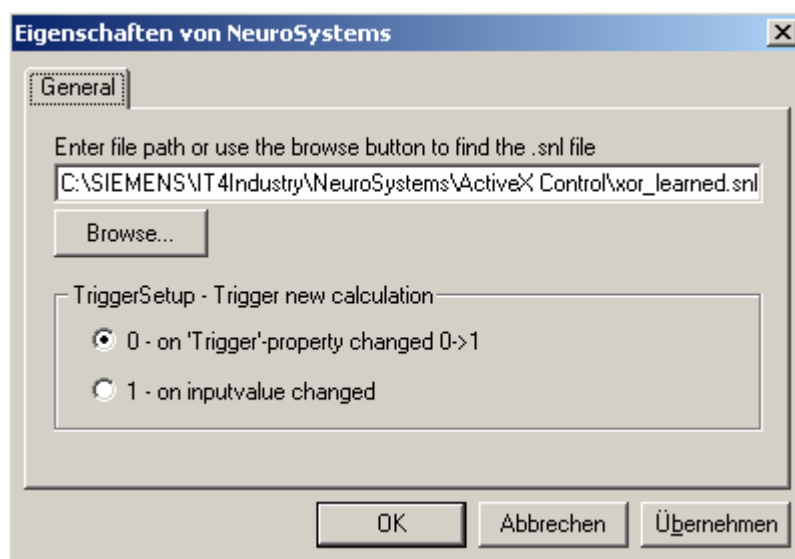 Eigenschaften von NeuroSystems
General
Enter file path or use the browse button to find the .snl file
C:\SIEMENS\IT4Industry\NeuroSystems\ActiveX Control\xor_learned.snl
Browse...
TriggerSetup - Trigger new calculation
0 - on 'Trigger'-property changed 0->1
1 - on inputvalue changed
OK
Abbrechen
Übernehmen